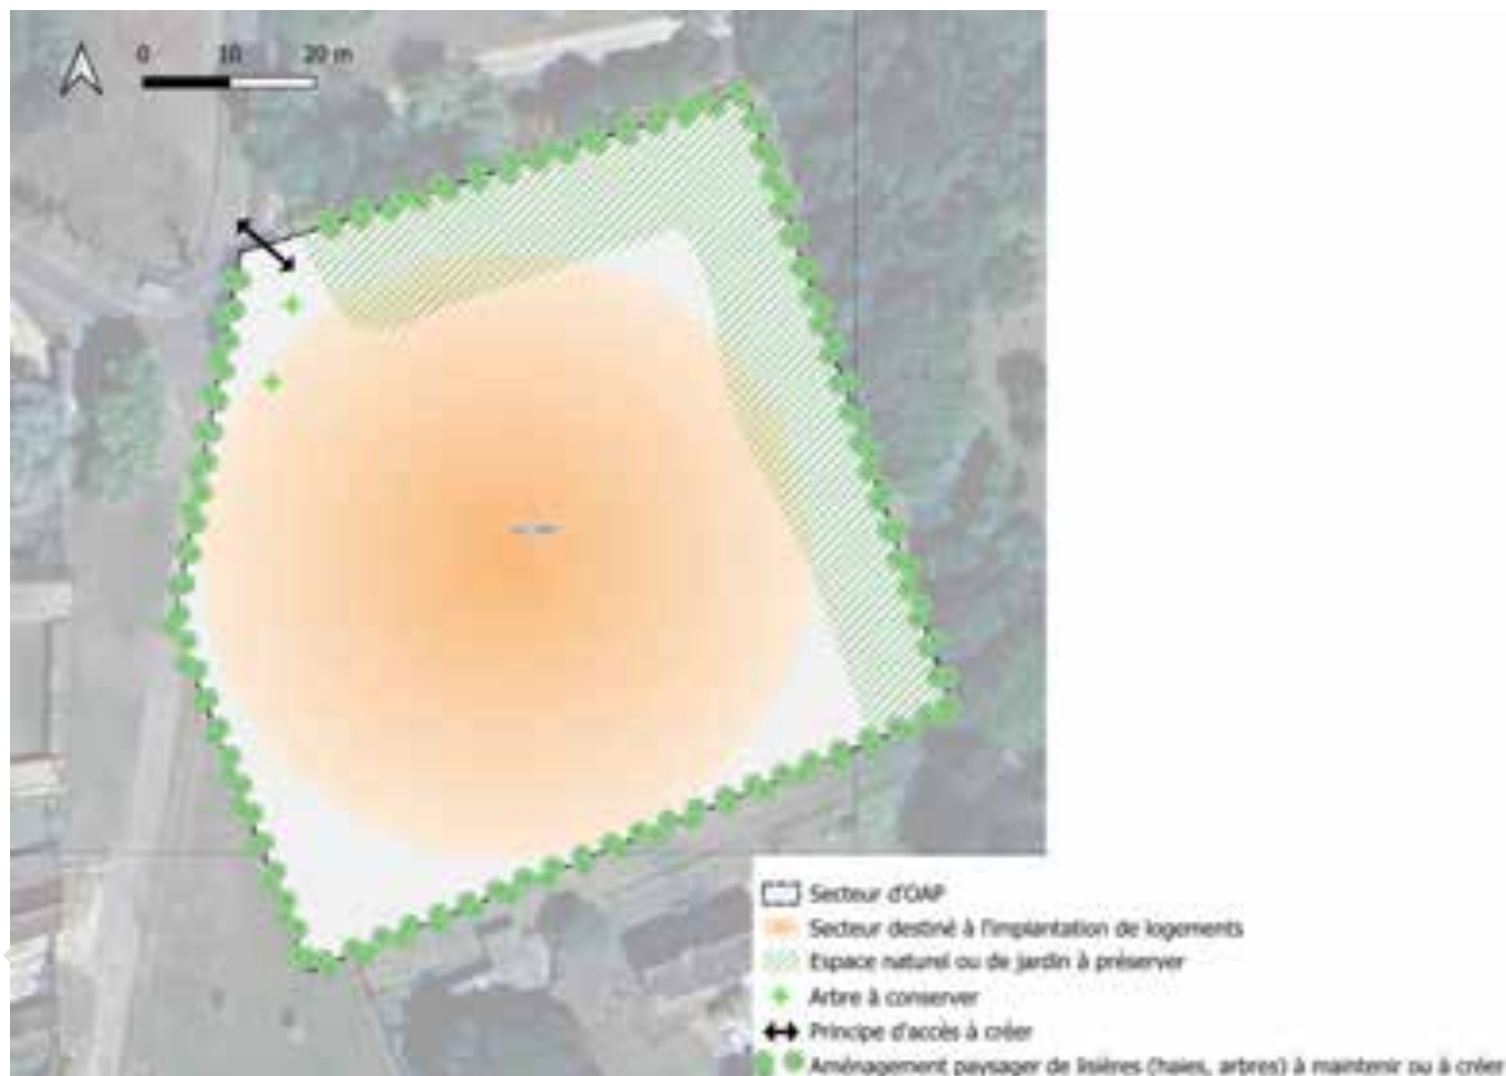 0 10 20 m
Secteur d'OAP
Secteur destiné à l'implantation de logements
Espace naturel ou de jardin à préserver
Arbre à conserver
Principe d'accès à créer
Aménagement paysager de lisières (haies, arbres) à maintenir ou à créer